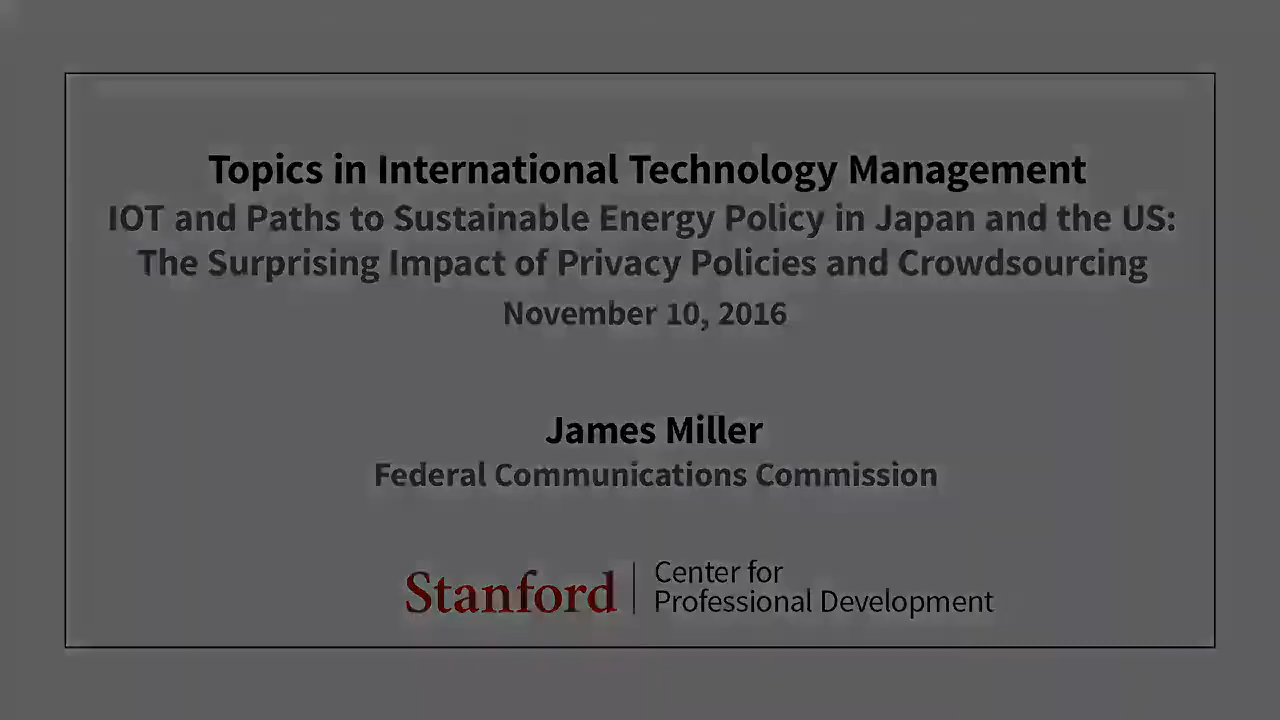 Topics in International Technology Management
IOT and Paths to Sustainable Energy Policy in Japan and the US:
The Surprising Impact of Privacy Policies and Crowdsourcing
November 10, 2016
James Miller
Federal Communications Commission
Stanford
Center for
Professional Development